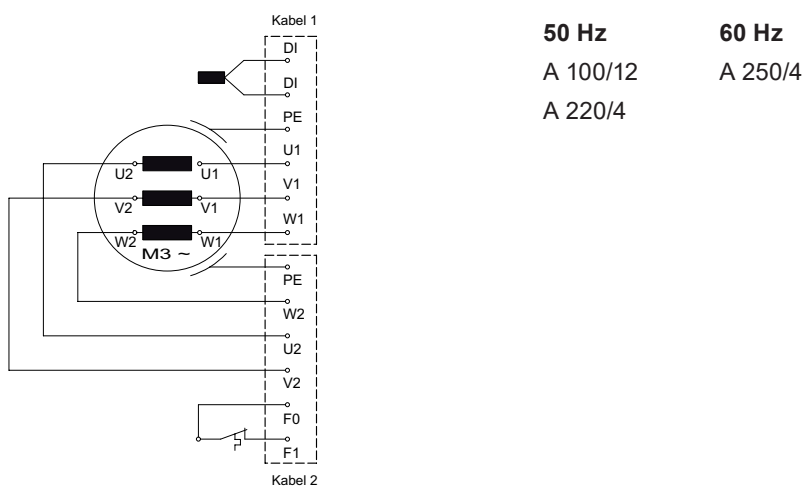 Kabel 1
DI
DI
PE
U1
V1
W1
U2 U1
V2 V1
W2 W1
M3 ~
PE
W2
U2
V2
F0
F1
Kabel 2
50 Hz 60 Hz
A 100/12 A 250/4
A 220/4